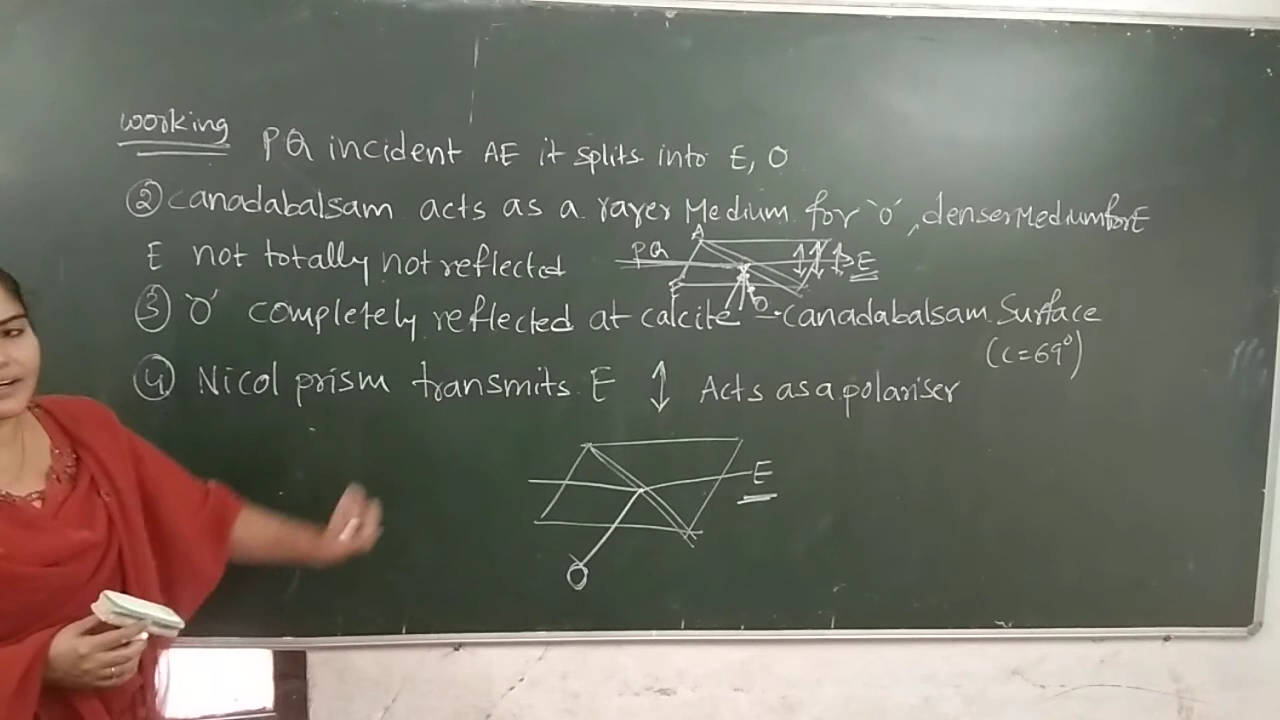 working PQ incident AE it splits into E, O
② canadabalsam acts as a rarer Medium for 'O', denser Medium for E
E not totally not reflected
A
PQ
E
E
O
③ 'O' completely reflected at calcite - canadabalsam Surface
(C=69°)
④ Nicol prism transmits E ↕ Acts as a polariser
E
O